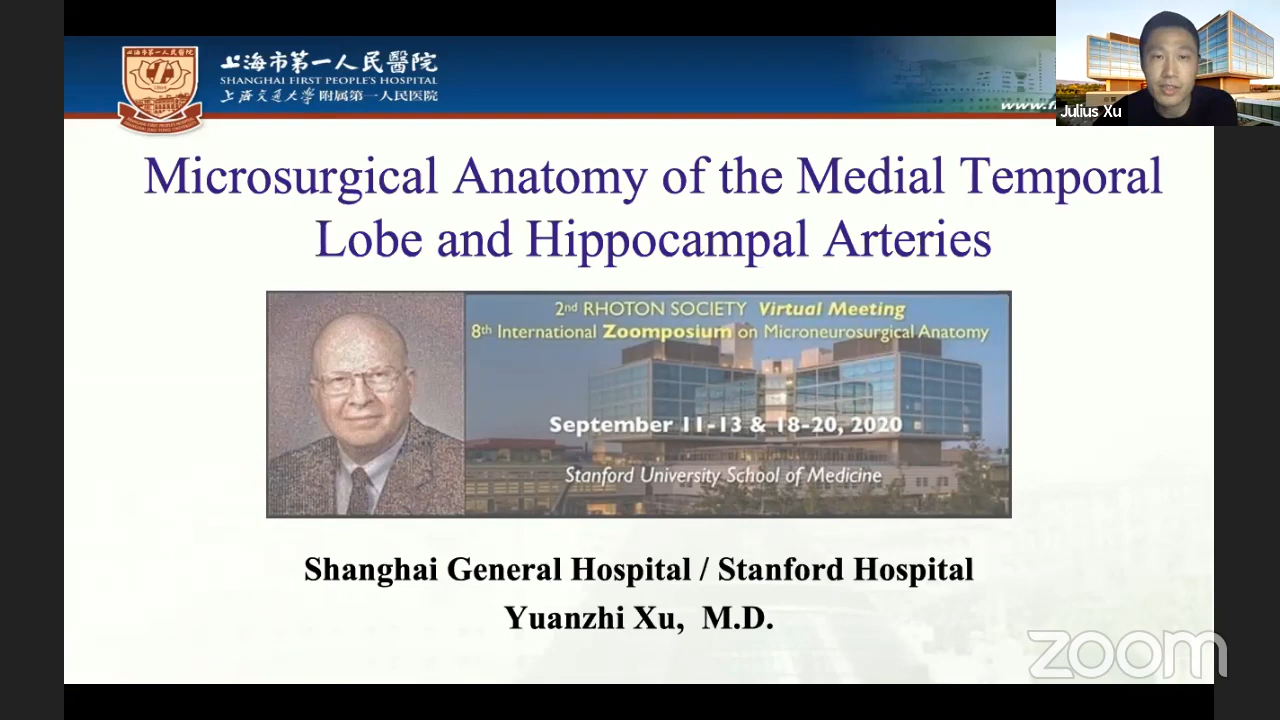 上海市第一人民醫院
SHANGHAI FIRST PEOPLE'S HOSPITAL
上海交通大學附属第一人民医院
Julius Xu
Microsurgical Anatomy of the Medial Temporal
Lobe and Hippocampal Arteries
2nd RHOTON SOCIETY Virtual Meeting
8th International Zoomposium on Microneurosurgical Anatomy
September 11-13 & 18-20, 2020
Stanford University School of Medicine
Shanghai General Hospital / Stanford Hospital
Yuanzhi Xu, M.D.
zoom